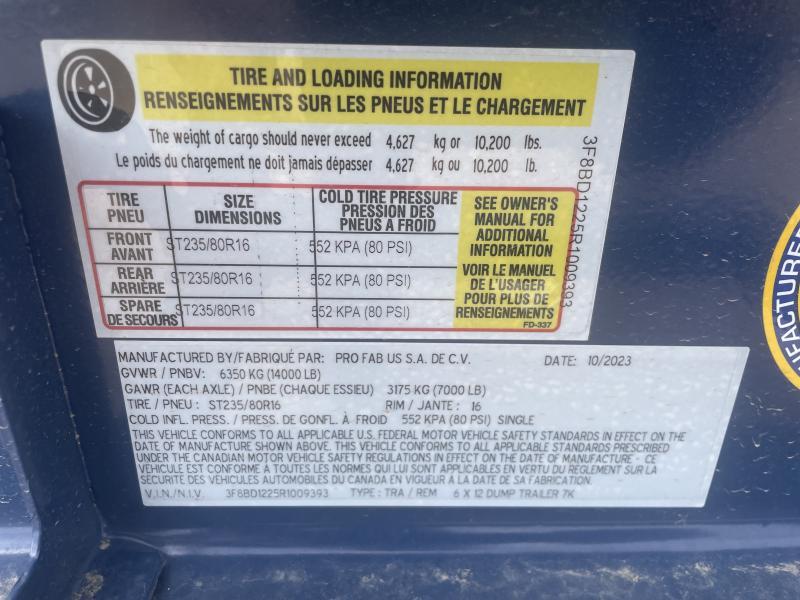 TIRE AND LOADING INFORMATION
RENSEIGNEMENTS SUR LES PNEUS ET LE CHARGEMENT
The weight of cargo should never exceed 4,627 kg or 10,200 lbs.
Le poids du chargement ne doit jamais dépasser 4,627 kg ou 10,200 lb.
3F8BD1225R1009393
TIRE PNEU
SIZE DIMENSIONS
COLD TIRE PRESSURE
PRESSION DES
PNEUS A FROID
FRONT
AVANT
ST235/80R16
552 KPA (80 PSI)
REAR
ARRIÈRE
ST235/80R16
552 KPA (80 PSI)
SPARE
DE SECOURS
ST235/80R16
552 KPA (80 PSI)
SEE OWNER'S
MANUAL FOR
ADDITIONAL
INFORMATION
VOIR LE MANUEL
DE L'USAGER
POUR PLUS DE
RENSEIGNEMENTS
FD-337
MANUFACTURED BY/FABRIQUÉ PAR: PRO FAB US S.A. DE C.V. DATE: 10/2023
GVWR / PNBV: 6350 KG (14000 LB)
GAWR (EACH AXLE) / PNBE (CHAQUE ESSIEU) 3175 KG (7000 LB)
TIRE / PNEU : ST235/80R16 RIM / JANTE : 16
COLD INFL. PRESS. / PRESS. DE GONFL. À FROID 552 KPA (80 PSI) SINGLE
THIS VEHICLE CONFORMS TO ALL APPLICABLE U.S. FEDERAL MOTOR VEHICLE SAFETY STANDARDS IN EFFECT ON THE
DATE OF MANUFACTURE SHOWN ABOVE. THIS VEHICLE CONFORMS TO ALL APPLICABLE STANDARDS PRESCRIBED
UNDER THE CANADIAN MOTOR VEHICLE SAFETY REGULATIONS IN EFFECT ON THE DATE OF MANUFACTURE - CE
VÉHICULE EST CONFORME À TOUTES LES NORMES QUI LUI SONT APPLICABLES EN VERTU DU RÈGLEMENT SUR LA
SÉCURITÉ DES VÉHICULES AUTOMOBILES DU CANADA EN VIGUEUR À LA DATE DE SA FABRICATION.
V.I.N./N.I.V. 3F8BD1225R1009393 TYPE : TRA / REM 6 X 12 DUMP TRAILER 7K